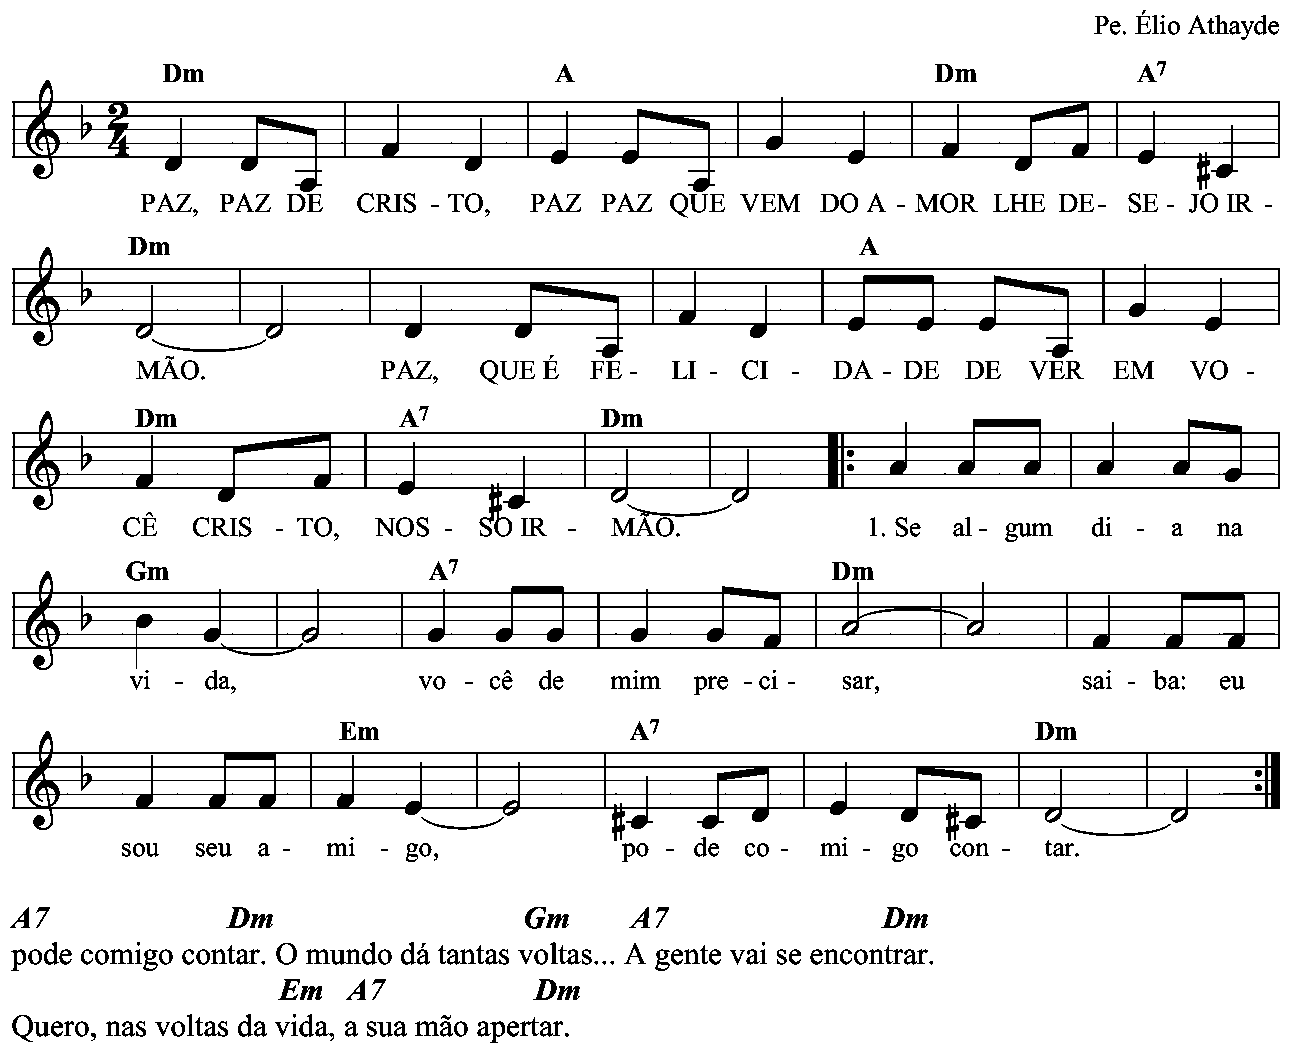 Pe. Élio Athayde
Dm A Dm A7
2
4
PAZ, PAZ DE CRIS - TO, PAZ PAZ QUE VEM DO A - MOR LHE DE- SE- JO IR-
Dm A
MÃO. PAZ, QUE É FE- LI - CI - DA- DE DE VER EM VO -
Dm A7 Dm
CÊ CRIS - TO, NOS- SO IR- MÃO. 1. Se al - gum di - a na
Gm A7 Dm
vi - da, vo - cê de mim pre - ci - sar, sai - ba: eu
Em A7 Dm
sou seu a - mi - go, po - de co - mi - go con - tar.
A7 Dm Gm A7 Dm
pode comigo contar. O mundo dá tantas voltas... A gente vai se encontrar.
Em A7 Dm
Quero, nas voltas da vida, a sua mão apertar.